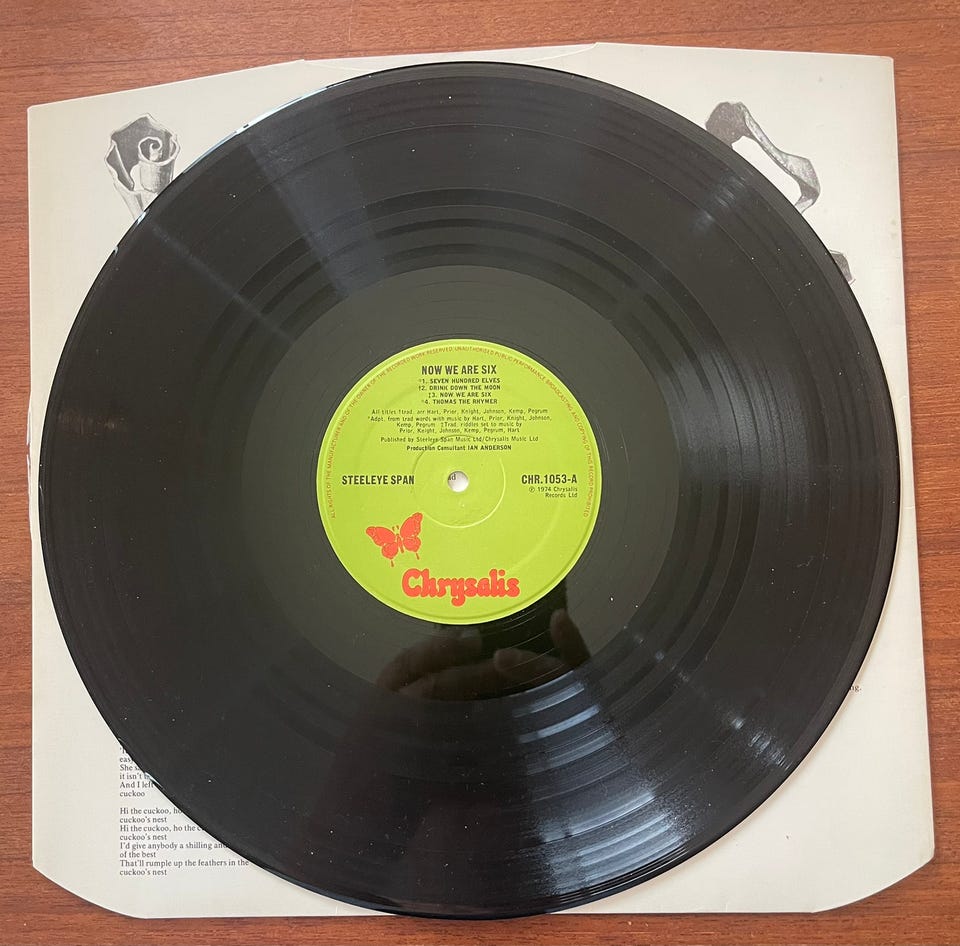 ALL RIGHTS OF THE MANUFACTURER AND OF THE OWNER OF THE RECORDED WORK RESERVED. UNAUTHORISED PUBLIC PERFORMANCE BROADCASTING AND COPYING OF THIS RECORD PROHIBITED
NOW WE ARE SIX
*1. SEVEN HUNDRED ELVES
†2. DRINK DOWN THE MOON
‡3. NOW WE ARE SIX
*4. THOMAS THE RHYMER
All titles †trad. arr Hart, Prior, Knight, Johnson, Kemp, Pegrum
*Adpt. from trad words with music by Hart, Prior, Knight, Johnson,
Kemp, Pegrum ‡Trad. riddles set to music by
Prior, Knight, Johnson, Kemp, Pegrum, Hart
Published by Steeleye Span Music Ltd/Chrysalis Music Ltd
Production Consultant IAN ANDERSON
STEELEYE SPAN
CHR.1053-A
℗ 1974 Chrysalis
Records Ltd
Chrysalis
She
it isn't
And I left
cuckoo
Hi the cuckoo,
cuckoo's nest
Hi the cuckoo, ho the
cuckoo's nest
I'd give anybody a shilling
of the best
That'll rumple up the feathers in the
cuckoo's nest